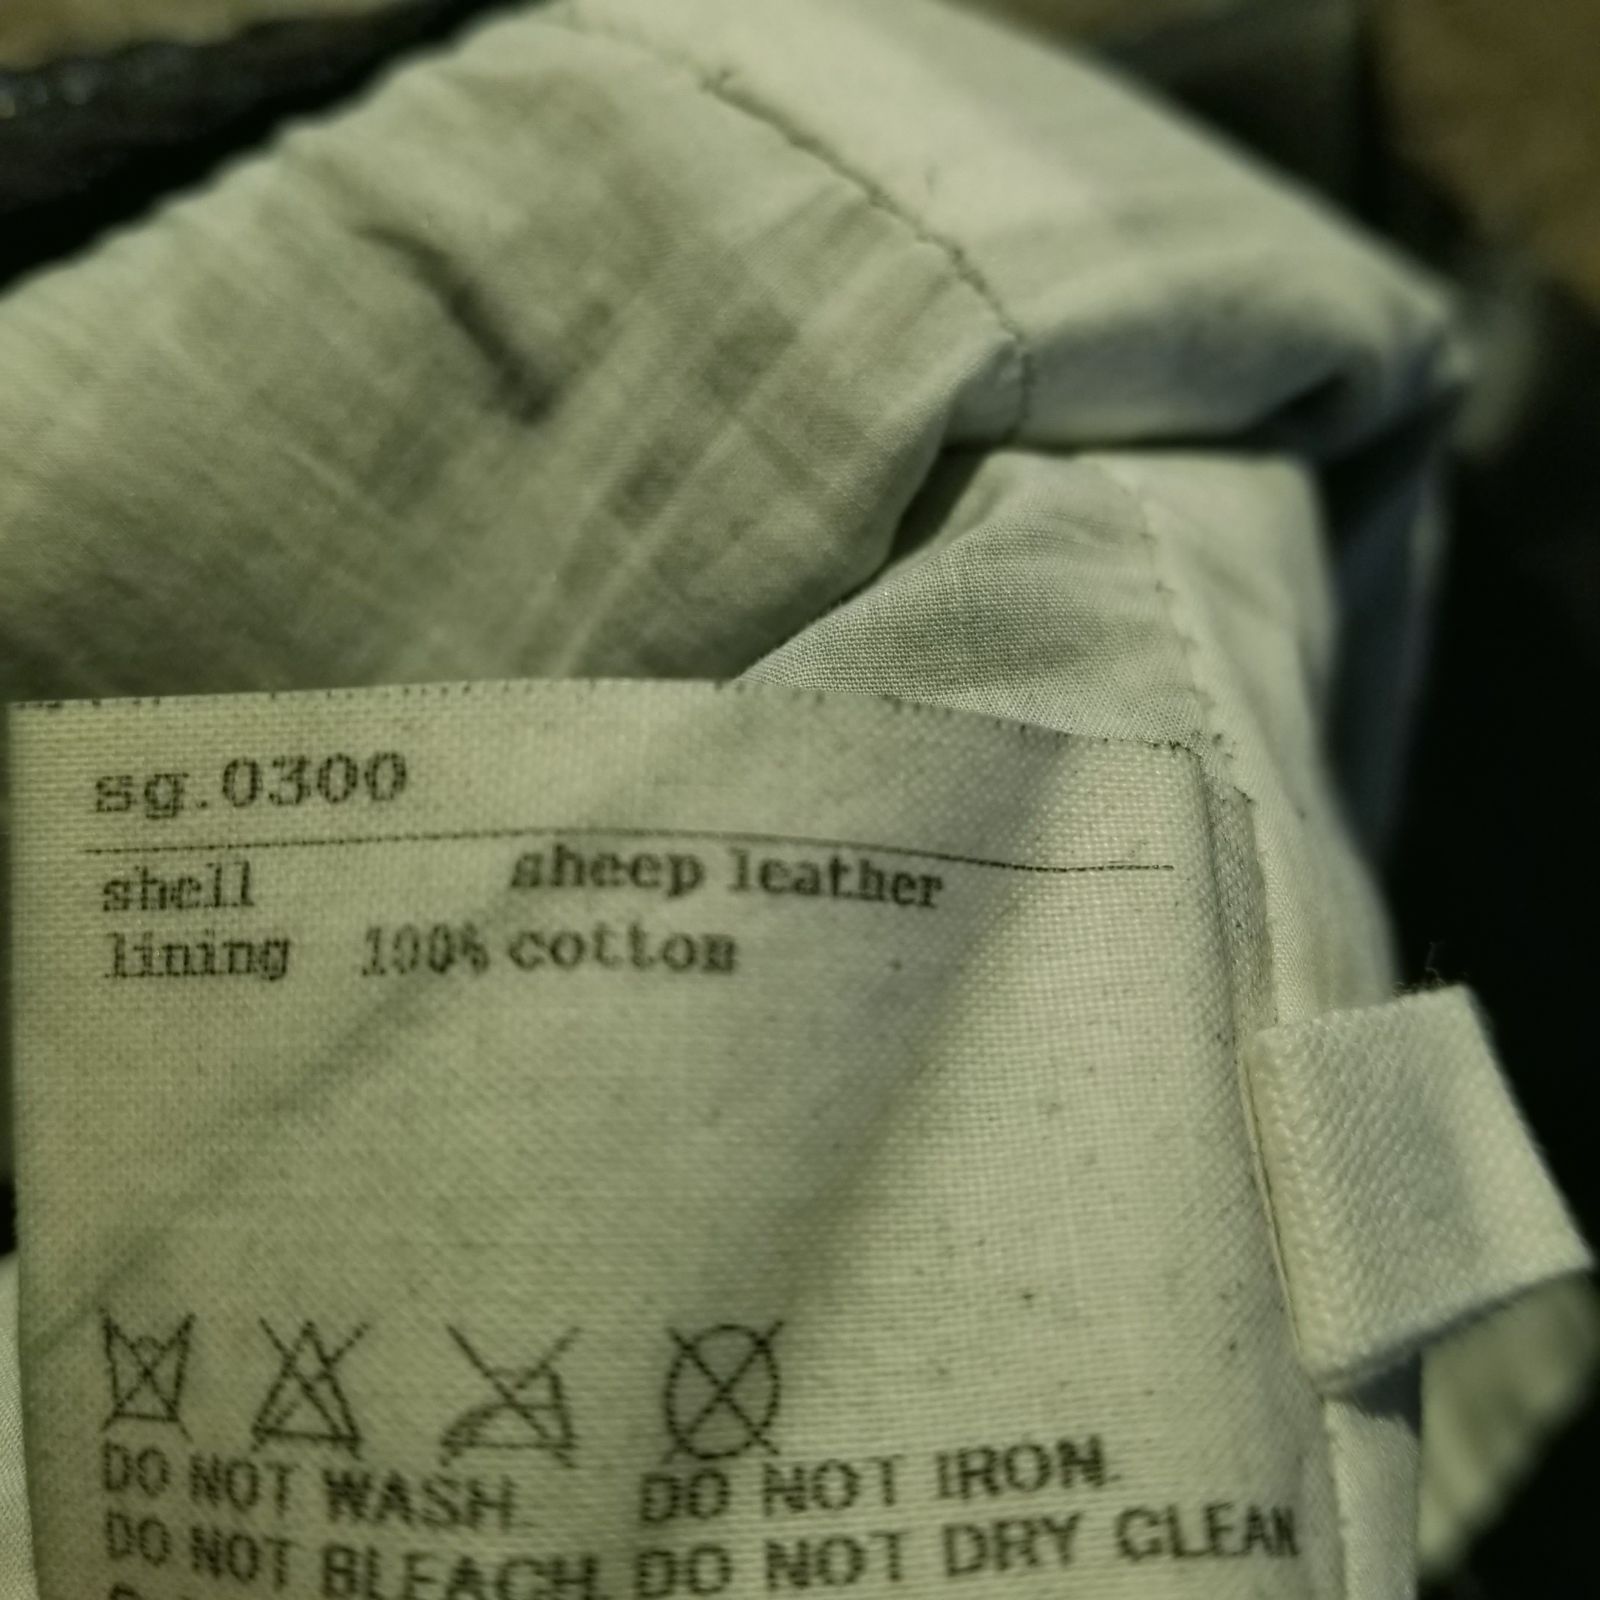 sg.0300
shell sheep leather
lining 100% cotton
DO NOT WASH. DO NOT IRON.
DO NOT BLEACH. DO NOT DRY CLEAN